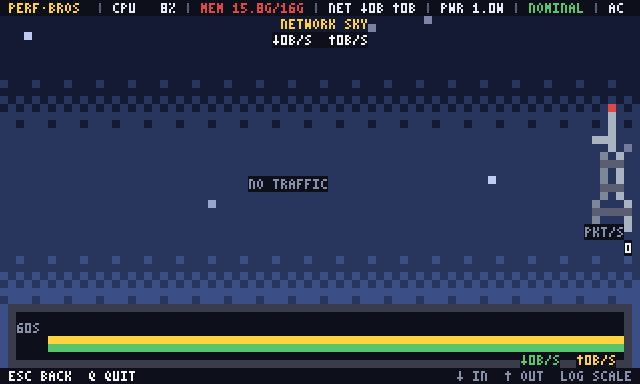 PERF·BROS | CPU 8% | MEM 15.8G/16G | NET ↓0B ↑0B | PWR 1.0W | NOMINAL | AC
NETWORK SKY
↓0B/S ↑0B/S
NO TRAFFIC
PKT/S
0
60S
↓0B/S ↑0B/S
ESC BACK Q QUIT ↓ IN ↑ OUT LOG SCALE